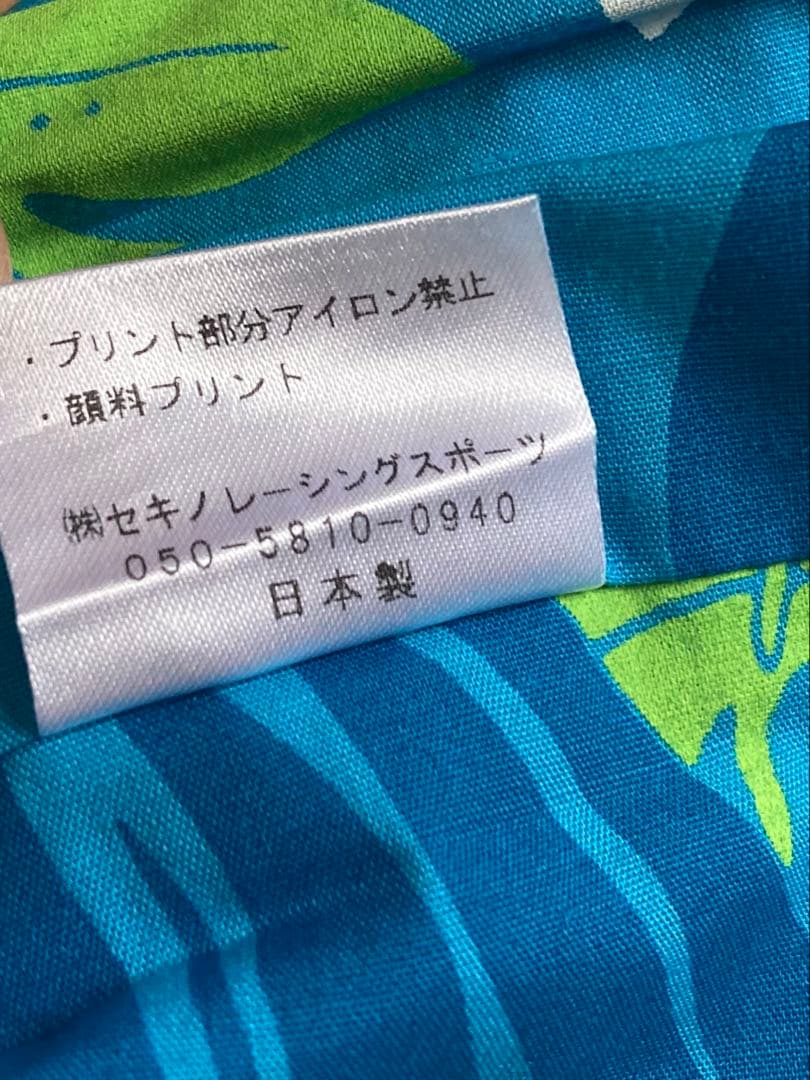 ・プリント部分アイロン禁止
・顔料プリント
㈱セキノレーシングスポーツ
050-5810-0940
日本製